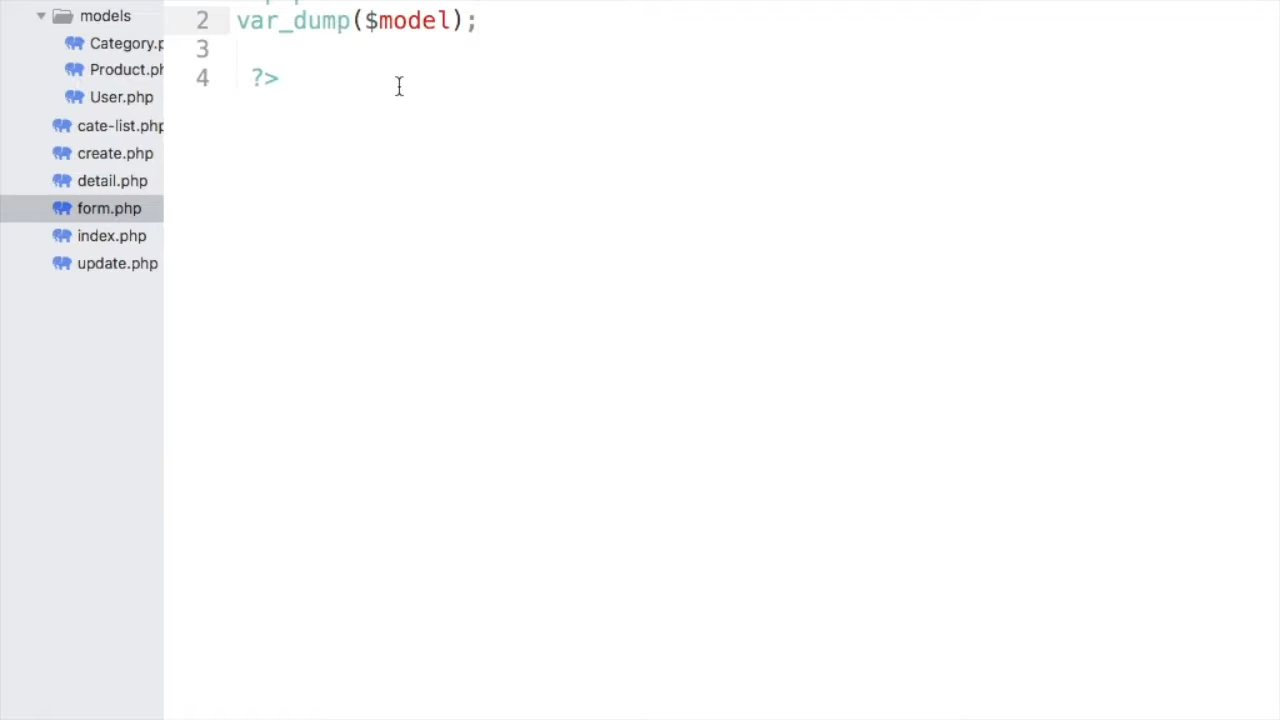 models
Category.p
Product.ph
User.php
cate-list.php
create.php
detail.php
form.php
index.php
update.php
2 var_dump($model);
3
4 ?>